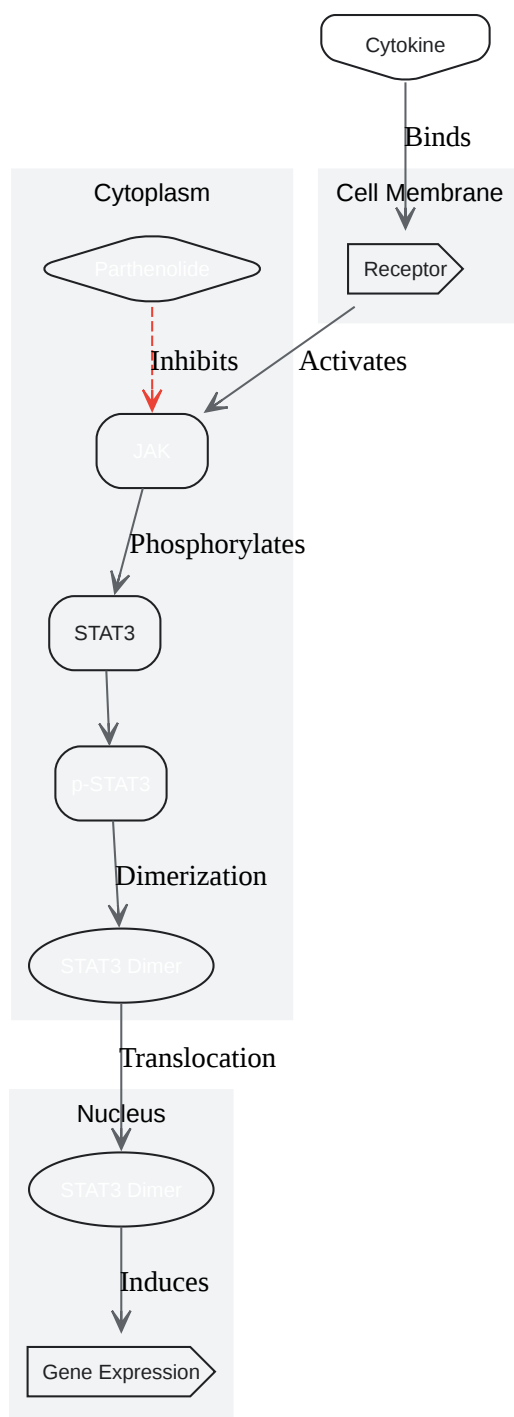 Cytokine
Binds
Cytoplasm
Cell Membrane
Parthenolide
Receptor
Inhibits
Activates
JAK
Phosphorylates
STAT3
p-STAT3
Dimerization
STAT3 Dimer
Translocation
Nucleus
STAT3 Dimer
Induces
Gene Expression